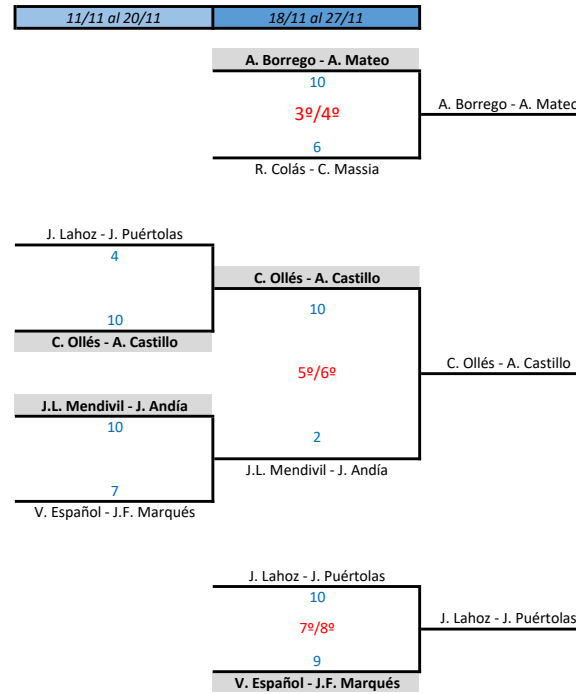 11/11 al 20/11
18/11 al 27/11
A. Borrego - A. Mateo
10
3º/4º
A. Borrego - A. Mateo
6
R. Colás - C. Massia
J. Lahoz - J. Puértolas
4
C. Ollés - A. Castillo
10
10
C. Ollés - A. Castillo
5º/6º
C. Ollés - A. Castillo
J.L. Mendivil - J. Andía
10
2
J.L. Mendivil - J. Andía
7
V. Español - J.F. Marqués
J. Lahoz - J. Puértolas
10
7º/8º
J. Lahoz - J. Puértolas
9
V. Español - J.F. Marqués